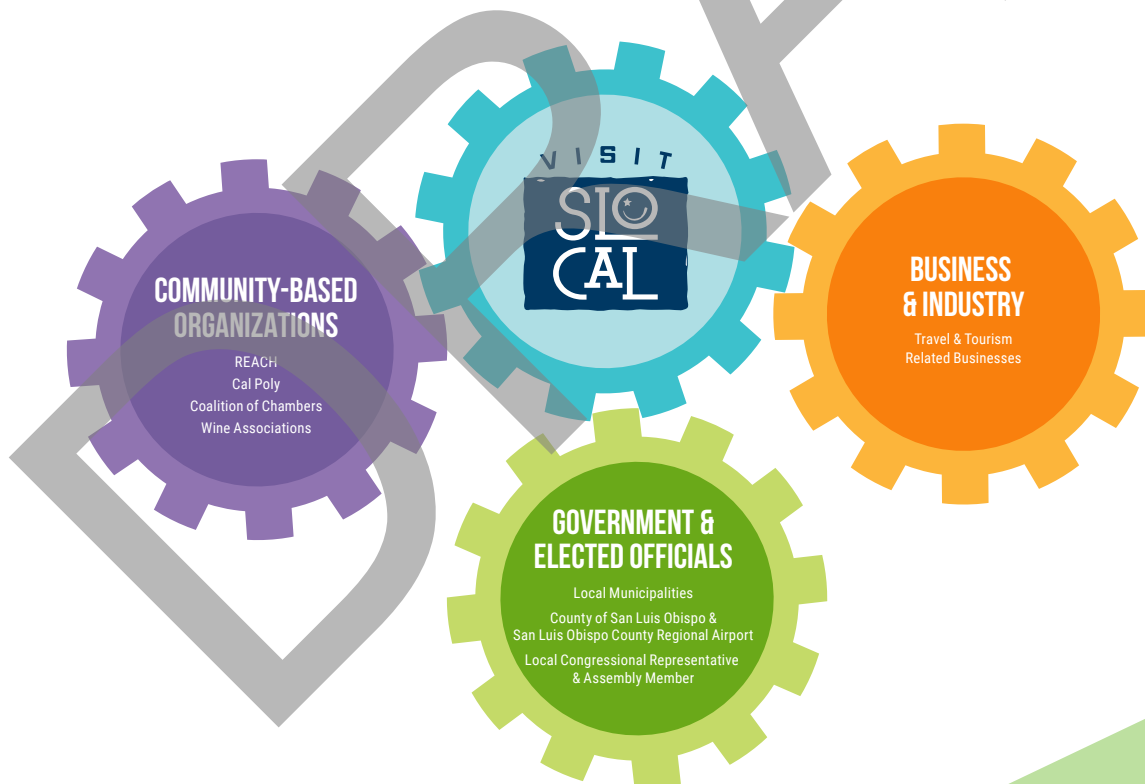 VISIT
SLO
CAL
COMMUNITY-BASED
ORGANIZATIONS
REACH
Cal Poly
Coalition of Chambers
Wine Associations
BUSINESS
& INDUSTRY
Travel & Tourism
Related Businesses
GOVERNMENT &
ELECTED OFFICIALS
Local Municipalities
County of San Luis Obispo &
San Luis Obispo County Regional Airport
Local Congressional Representative
& Assembly Member